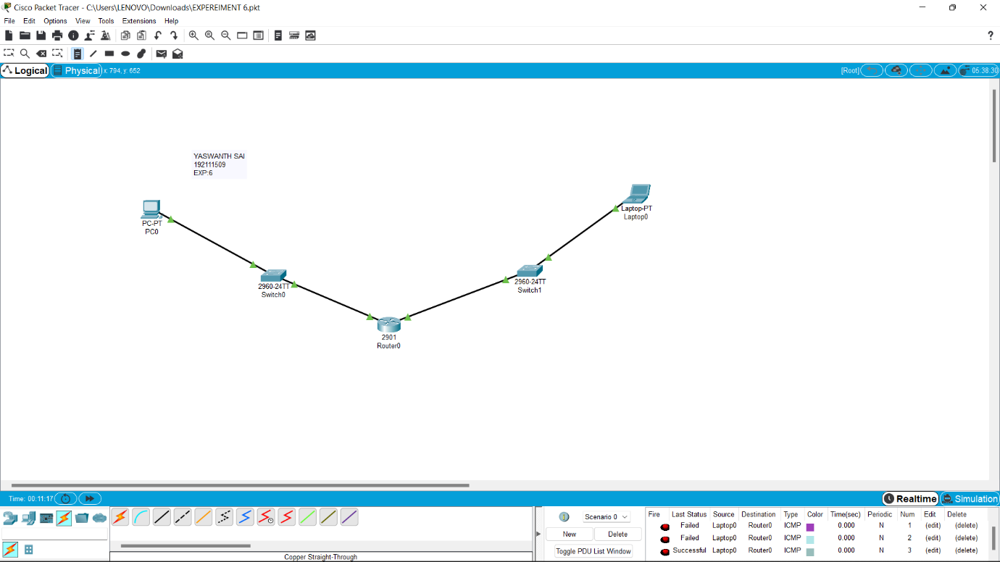 Cisco Packet Tracer - C:\Users\LENOVO\Downloads\EXPEREIMENT 6.pkt
File Edit Options View Tools Extensions Help
?
Logical Physical x: 794, y: 652 [Root] 05:38:30
YASWANTH SAI
192111509
EXP:6
PC-PT
PC0
Laptop-PT
Laptop0
2960-24TT
Switch0
2960-24TT
Switch1
2901
Router0
Time: 00:11:17 Realtime Simulation
Scenario 0
New Delete
Toggle PDU List Window
Fire Last Status Source Destination Type Color Time(sec) Periodic Num Edit Delete
Failed Laptop0 Router0 ICMP 0.000 N 1 (edit) (delete)
Failed Laptop0 Router0 ICMP 0.000 N 2 (edit) (delete)
Successful Laptop0 Router0 ICMP 0.000 N 3 (edit) (delete)
Copper Straight-Through